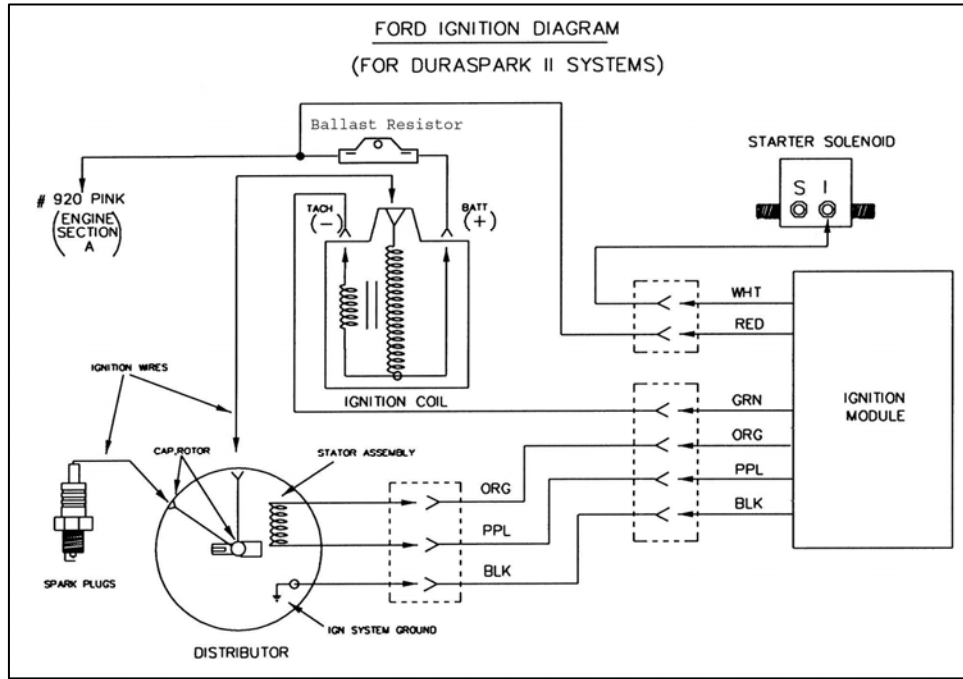 FORD IGNITION DIAGRAM
(FOR DURASPARK II SYSTEMS)
Ballast Resistor
STARTER SOLENOID
S I
# 920 PINK
(ENGINE
SECTION
A)
TACH
(-)
BATT
(+)
WHT
RED
IGNITION WIRES
IGNITION COIL
GRN
ORG
PPL
BLK
IGNITION
MODULE
CAP,ROTOR
STATOR ASSEMBLY
ORG
PPL
BLK
SPARK PLUGS
IGN SYSTEM GROUND
DISTRIBUTOR